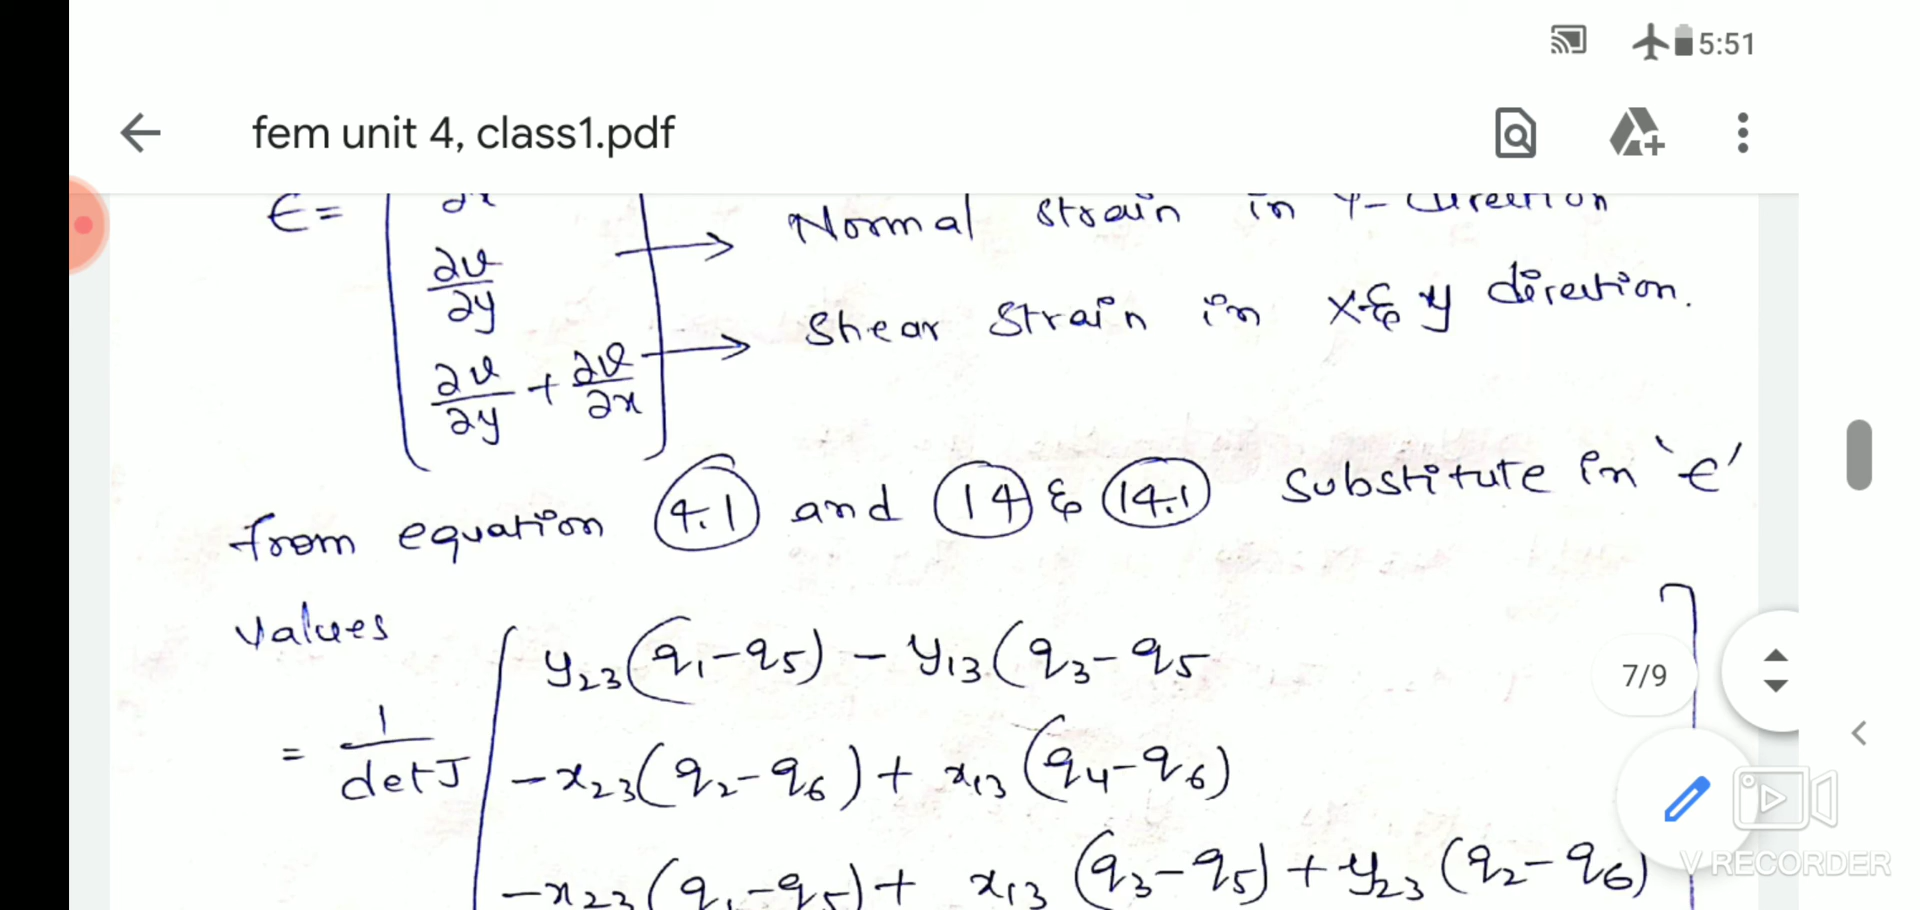 5:51
fem unit 4, class1.pdf
∂x
ϵ = → Normal strain in Y- direction
∂v/∂y
→ Shear Strain in x & y direction.
∂v/∂y + ∂v/∂x
from equation 4.1 and 14 & 14.1 substitute in 'ϵ'
values
y₂₃(q₁-q₅) - y₁₃(q₃-q₅
7/9
= 1/detJ -x₂₃(q₂-q₆) + x₁₃(q₄-q₆)
-x₂₃(q₁-q₅) + x₁₃(q₃-q₅) + y₂₃(q₂-q₆)
V RECORDER